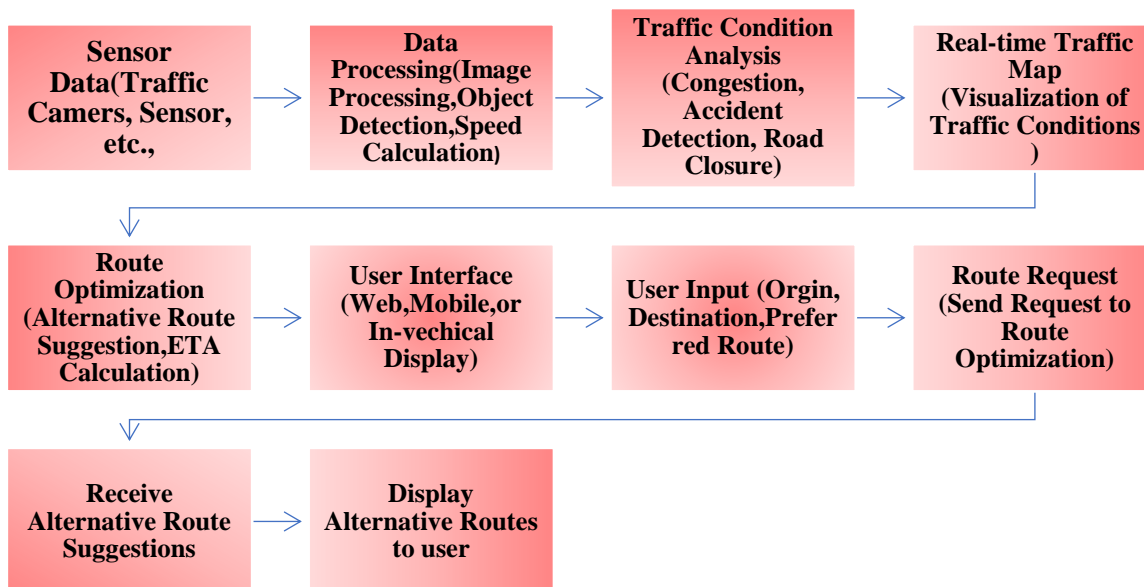 Sensor
Data(Traffic
Camers, Sensor,
etc.,
Data
Processing(Image
Processing,Object
Detection,Speed
Calculation)
Traffic Condition
Analysis
(Congestion,
Accident
Detection, Road
Closure)
Real-time Traffic
Map
(Visualization of
Traffic Conditions
)
Route
Optimization
(Alternative Route
Suggestion,ETA
Calculation)
User Interface
(Web,Mobile,or
In-vechical
Display)
User Input (Orgin,
Destination,Prefer
red Route)
Route Request
(Send Request to
Route
Optimization)
Receive
Alternative Route
Suggestions
Display
Alternative Routes
to user